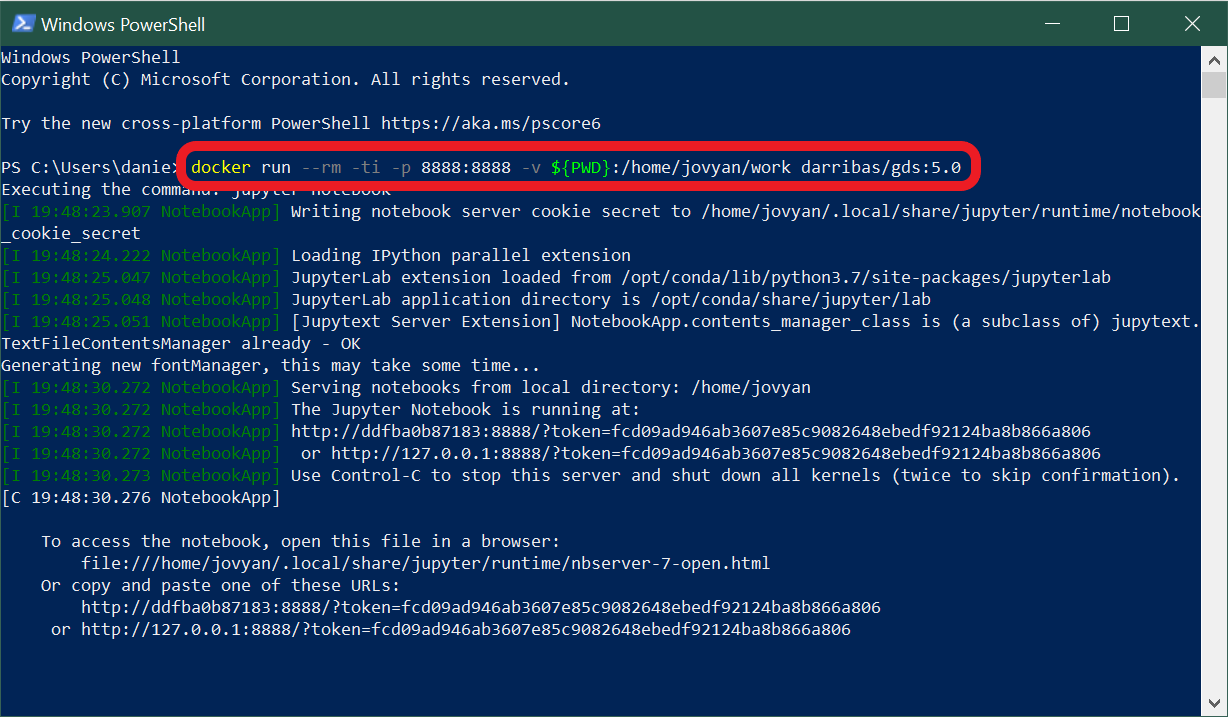 Windows PowerShell
Windows PowerShell
Copyright (C) Microsoft Corporation. All rights reserved.
Try the new cross-platform PowerShell https://aka.ms/pscore6
PS C:\Users\danie> docker run --rm -ti -p 8888:8888 -v ${PWD}:/home/jovyan/work darribas/gds:5.0
Executing the command: jupyter notebook
[I 19:48:23.907 NotebookApp] Writing notebook server cookie secret to /home/jovyan/.local/share/jupyter/runtime/notebook
_cookie_secret
[I 19:48:24.222 NotebookApp] Loading IPython parallel extension
[I 19:48:25.047 NotebookApp] JupyterLab extension loaded from /opt/conda/lib/python3.7/site-packages/jupyterlab
[I 19:48:25.048 NotebookApp] JupyterLab application directory is /opt/conda/share/jupyter/lab
[I 19:48:25.051 NotebookApp] [Jupytext Server Extension] NotebookApp.contents_manager_class is (a subclass of) jupytext.
TextFileContentsManager already - OK
Generating new fontManager, this may take some time...
[I 19:48:30.272 NotebookApp] Serving notebooks from local directory: /home/jovyan
[I 19:48:30.272 NotebookApp] The Jupyter Notebook is running at:
[I 19:48:30.272 NotebookApp] http://ddfba0b87183:8888/?token=fcd09ad946ab3607e85c9082648ebedf92124ba8b866a806
[I 19:48:30.272 NotebookApp]  or http://127.0.0.1:8888/?token=fcd09ad946ab3607e85c9082648ebedf92124ba8b866a806
[I 19:48:30.273 NotebookApp] Use Control-C to stop this server and shut down all kernels (twice to skip confirmation).
[C 19:48:30.276 NotebookApp]
To access the notebook, open this file in a browser:
file:///home/jovyan/.local/share/jupyter/runtime/nbserver-7-open.html
Or copy and paste one of these URLs:
http://ddfba0b87183:8888/?token=fcd09ad946ab3607e85c9082648ebedf92124ba8b866a806
or http://127.0.0.1:8888/?token=fcd09ad946ab3607e85c9082648ebedf92124ba8b866a806